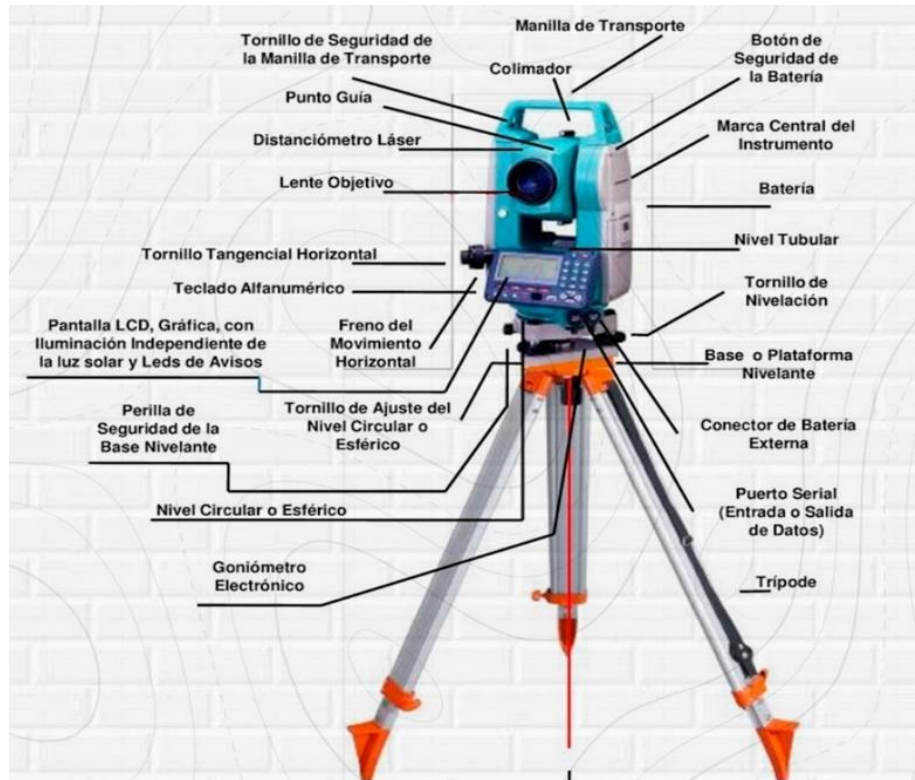 Manilla de Transporte
Tornillo de Seguridad de
la Manilla de Transporte
Botón de
Seguridad de
la Batería
Colimador
Punto Guía
Marca Central del
Instrumento
Distanciómetro Láser
Lente Objetivo
Batería
Nivel Tubular
Tornillo Tangencial Horizontal
Teclado Alfanumérico
Tornillo de
Nivelación
Pantalla LCD, Gráfica, con
Iluminación Independiente de
la luz solar y Leds de Avisos
Freno del
Movimiento
Horizontal
Base o Plataforma
Nivelante
Perilla de
Seguridad de la
Base Nivelante
Tornillo de Ajuste del
Nivel Circular o
Esférico
Conector de Batería
Externa
Nivel Circular o Esférico
Puerto Serial
(Entrada o Salida
de Datos)
Goniómetro
Electrónico
Trípode